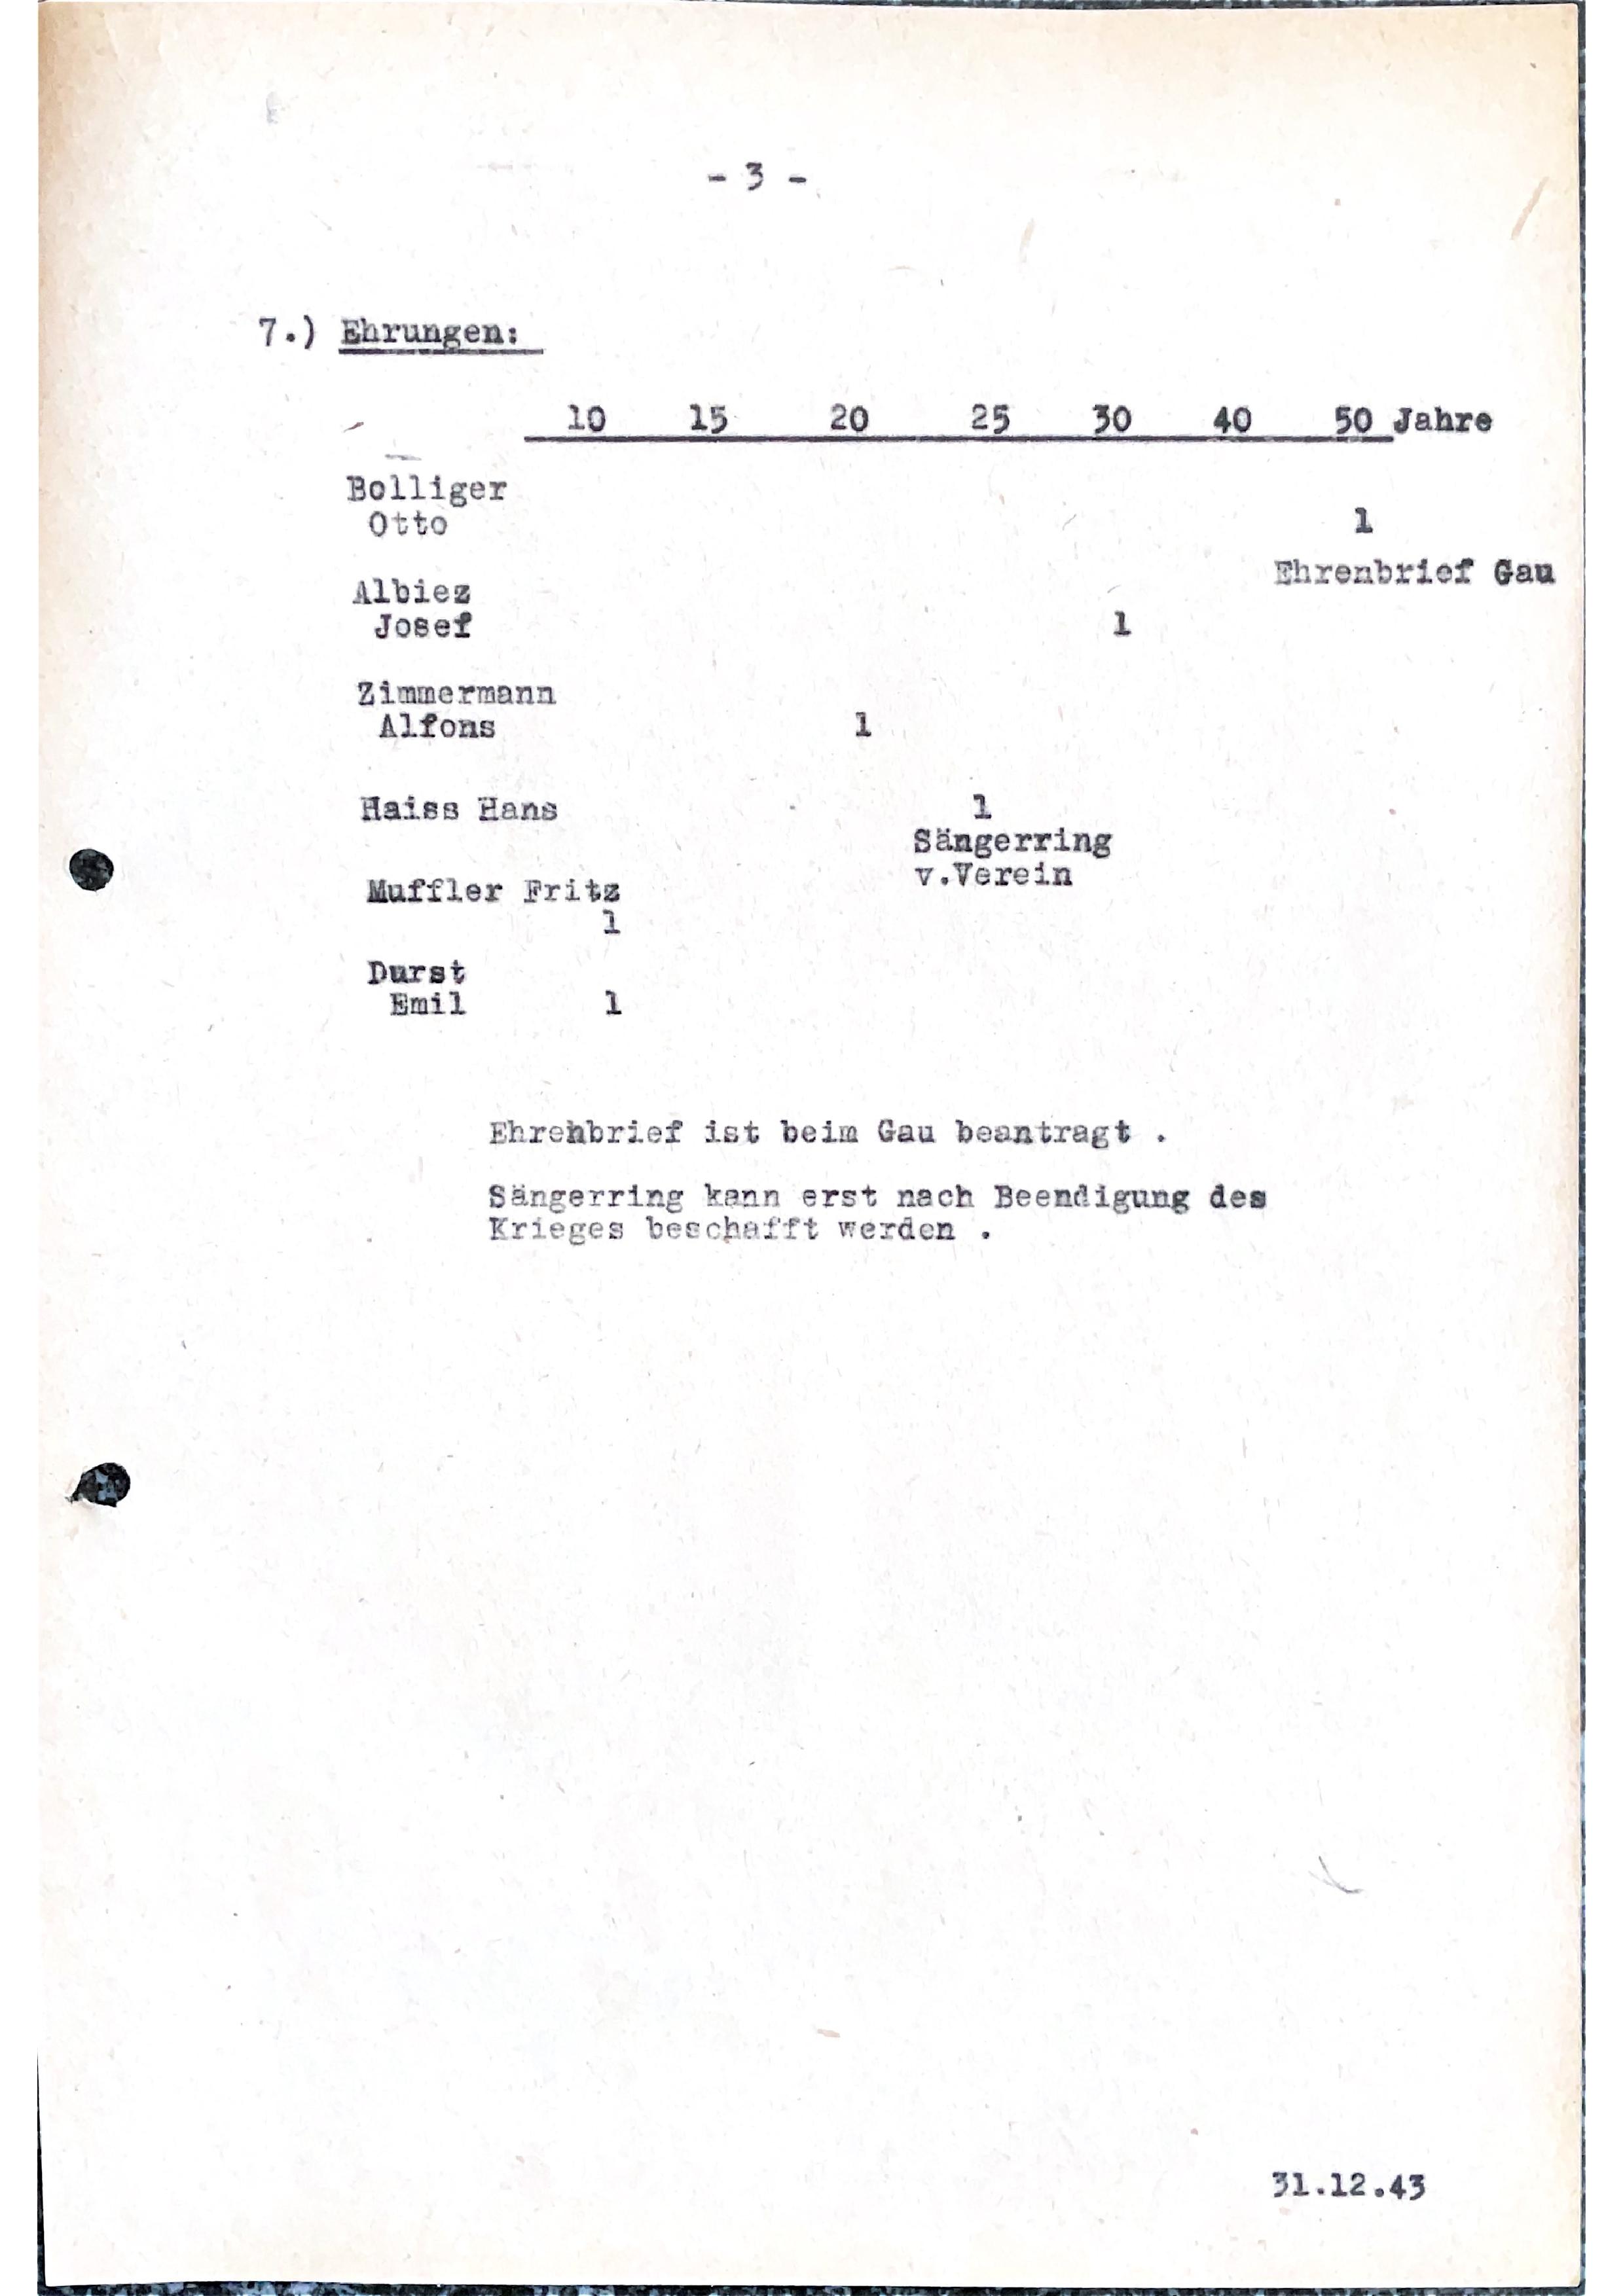 - 3 -
7.) Ehrungen:
10 15 20 25 30 40 50 Jahre
Bolliger
Otto 1
Ehrenbrief Gau
Albiez
Josef 1
Zimmermann
Alfons 1
Haiss Hans 1
Sängerring
v.Verein
Muffler Fritz
1
Durst
Emil 1
Ehrehbrief ist beim Gau beantragt .
Sängerring kann erst nach Beendigung des
Krieges beschafft werden .
31.12.43